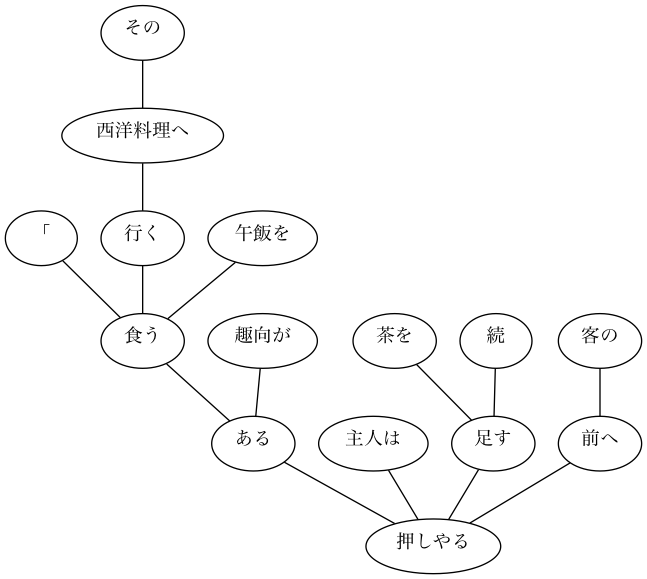 その
西洋料理へ
「 行く 午飯を
食う 趣向が 茶を 続 客の
ある 主人は 足す 前へ
押しやる